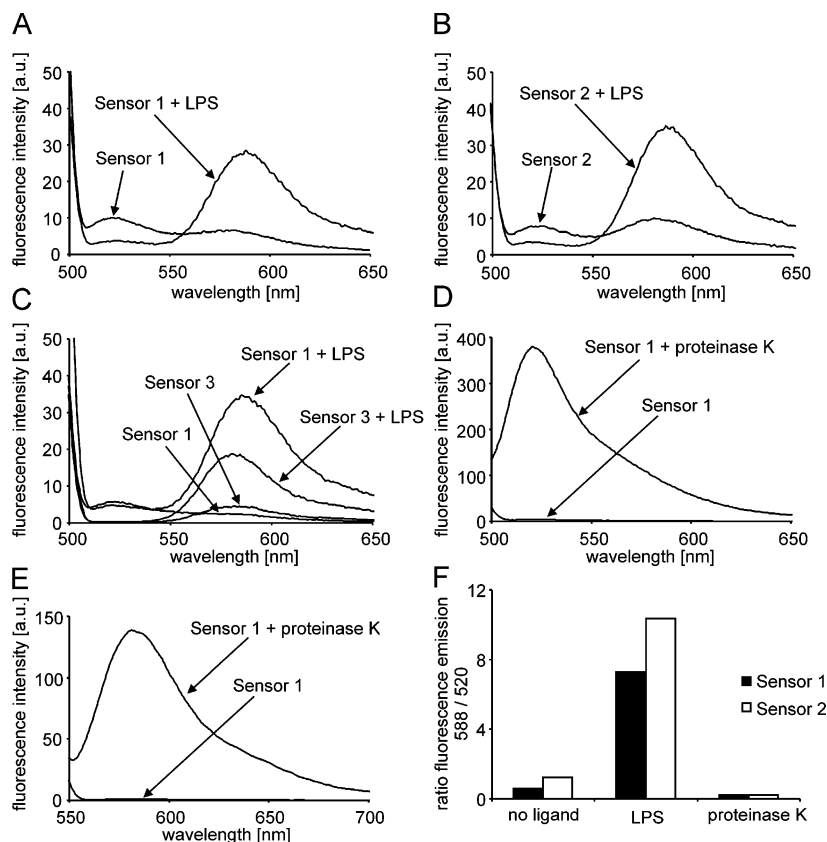 A
fluorescence intensity [a.u.]
50
40
30
20
10
0
Sensor 1 + LPS
Sensor 1
500
550
600
650
wavelength [nm]
B
fluorescence intensity [a.u.]
50
40
30
20
10
0
Sensor 2 + LPS
Sensor 2
500
550
600
650
wavelength [nm]
C
fluorescence intensity [a.u.]
50
40
30
20
10
0
Sensor 1 + LPS
Sensor 3
Sensor 1
Sensor 3 + LPS
500
550
600
650
wavelength [nm]
D
fluorescence intensity [a.u.]
400
300
200
100
0
Sensor 1 + proteinase K
Sensor 1
500
550
600
650
wavelength [nm]
E
fluorescence intensity [a.u.]
150
100
50
0
Sensor 1 + proteinase K
Sensor 1
550
600
650
700
wavelength [nm]
F
ratio fluorescence emission
588 / 520
12
8
4
0
Sensor 1
Sensor 2
no ligand
LPS
proteinase K